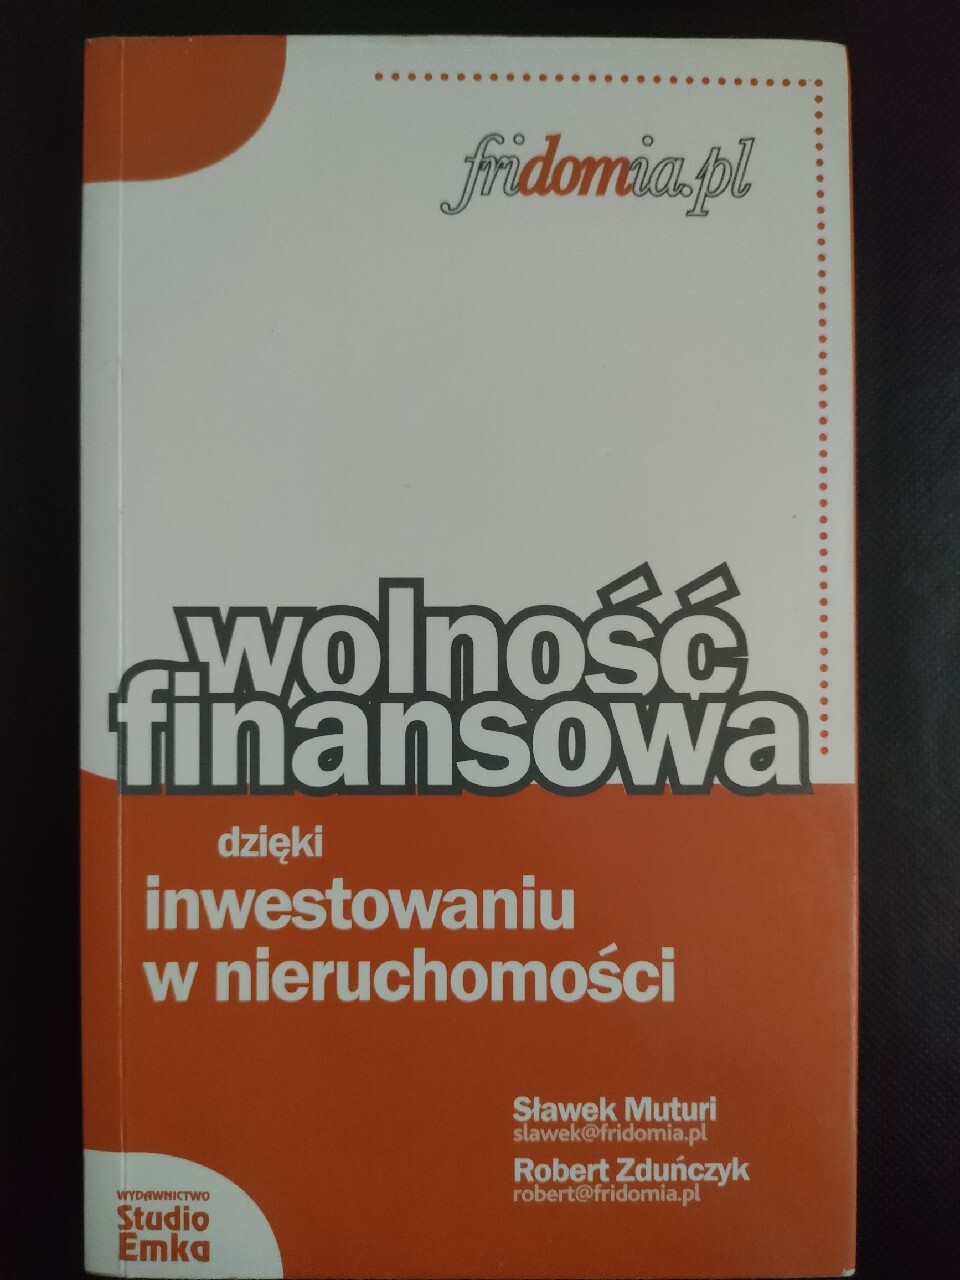 fridomia.pl
wolność
finansowa
dzięki
inwestowaniu
w nieruchomości
Sławek Muturi
slawek@fridomia.pl
Robert Zduńczyk
robert@fridomia.pl
WYDAWNICTWO
Studio
Emka